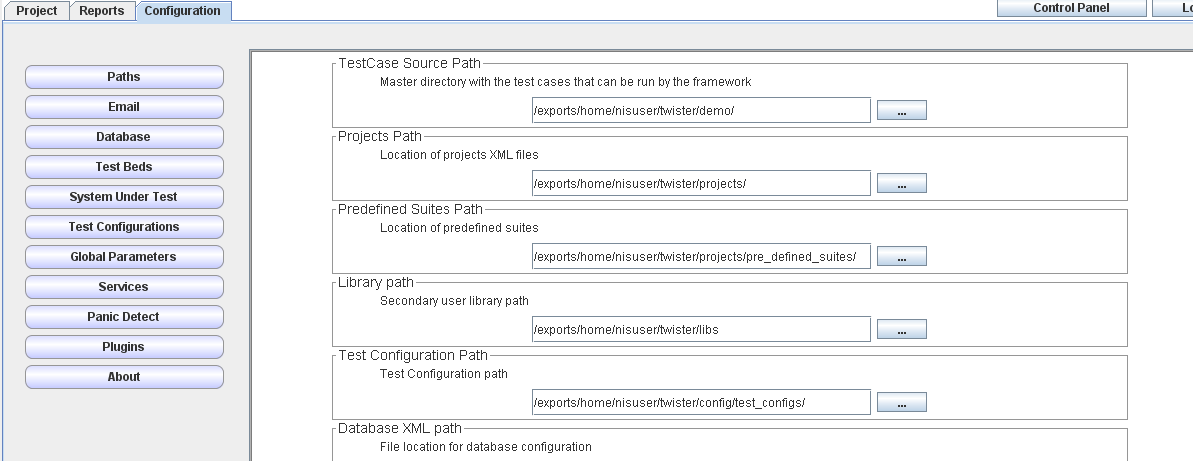 Project Reports Configuration Control Panel
Paths
Email
Database
Test Beds
System Under Test
Test Configurations
Global Parameters
Services
Panic Detect
Plugins
About
TestCase Source Path
Master directory with the test cases that can be run by the framework
/exports/home/nisuser/twister/demo/ ...
Projects Path
Location of projects XML files
/exports/home/nisuser/twister/projects/ ...
Predefined Suites Path
Location of predefined suites
/exports/home/nisuser/twister/projects/pre_defined_suites/ ...
Library path
Secondary user library path
/exports/home/nisuser/twister/libs ...
Test Configuration Path
Test Configuration path
/exports/home/nisuser/twister/config/test_configs/ ...
Database XML path
File location for database configuration